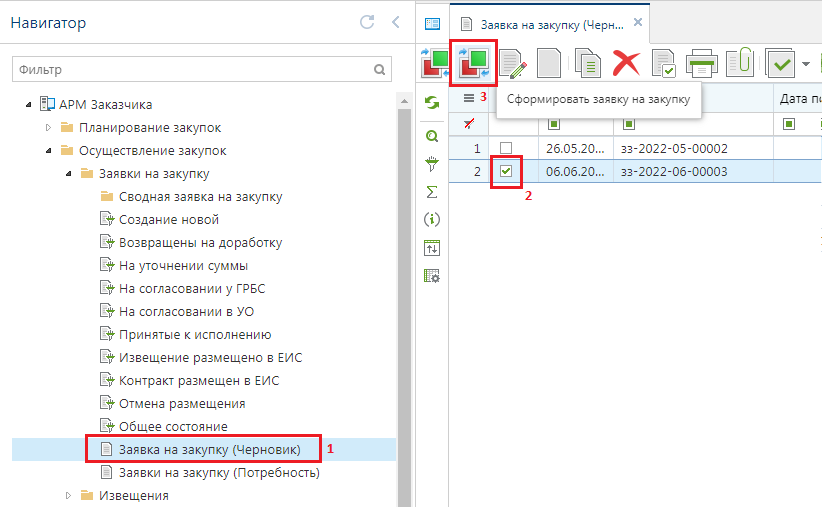 Навигатор
Фильтр
АРМ Заказчика
Планирование закупок
Осуществление закупок
Заявки на закупку
Сводная заявка на закупку
Создание новой
Возвращены на доработку
На уточнении суммы
На согласовании у ГРБС
На согласовании в УО
Принятые к исполнению
Извещение размещено в ЕИС
Контракт размещен в ЕИС
Отмена размещения
Общее состояние
Заявка на закупку (Черновик) 1
Заявки на закупку (Потребность)
Извещения
Заявка на закупку (Черн...
3 Сформировать заявку на закупку
Дата
1 26.05.20... зз-2022-05-00002
2 06.06.20... зз-2022-06-00003
2